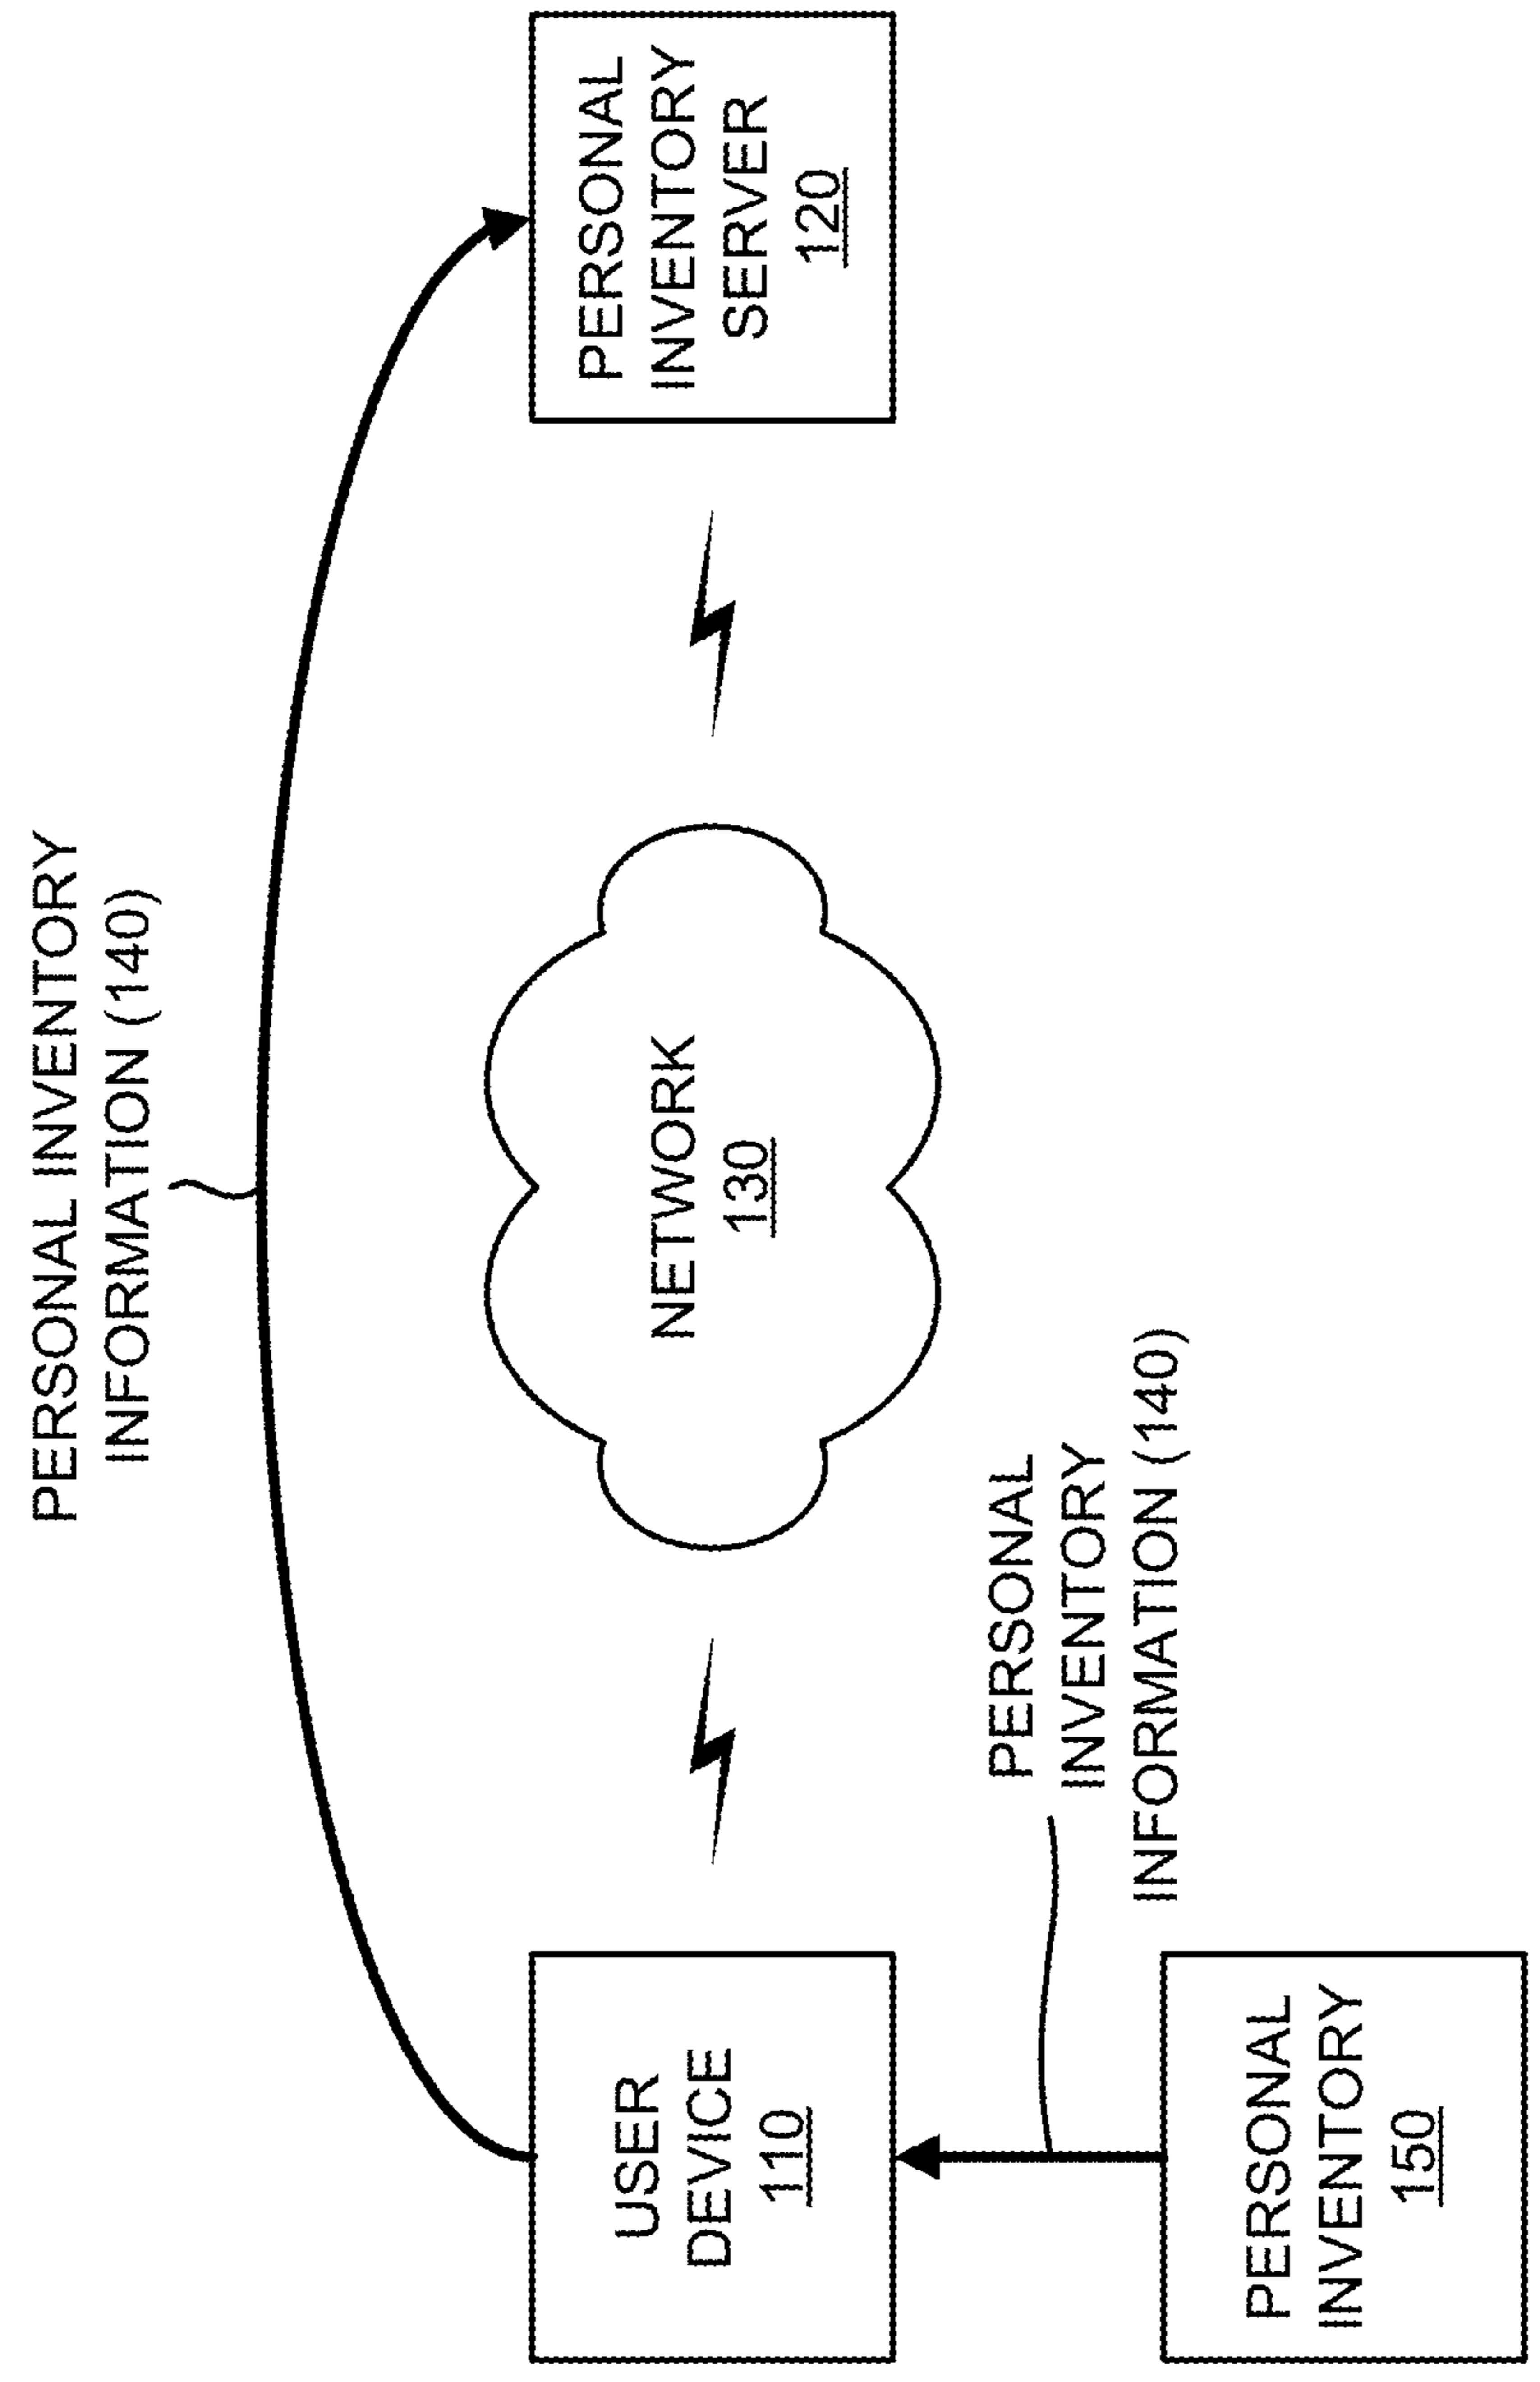 PERSONAL INVENTORY
INFORMATION (140)
USER
DEVICE
110
NETWORK
130
PERSONAL
INVENTORY
SERVER
120
PERSONAL
INVENTORY
INFORMATION (140)
PERSONAL
INVENTORY
150